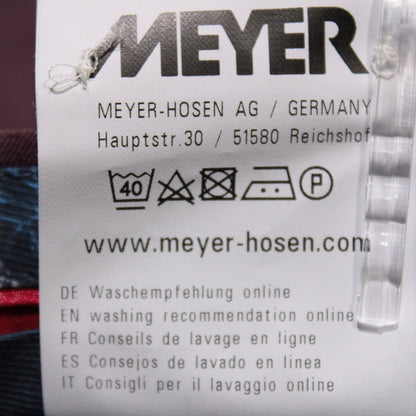 MEYER
MEYER-HOSEN AG / GERMANY
Hauptstr.30 / 51580 Reichshof
40 P
www.meyer-hosen.com
DE Waschempfehlung online
EN washing recommendation online
FR Conseils de lavage en ligne
ES Consejos de lavado en linea
IT Consigli per il lavaggio online